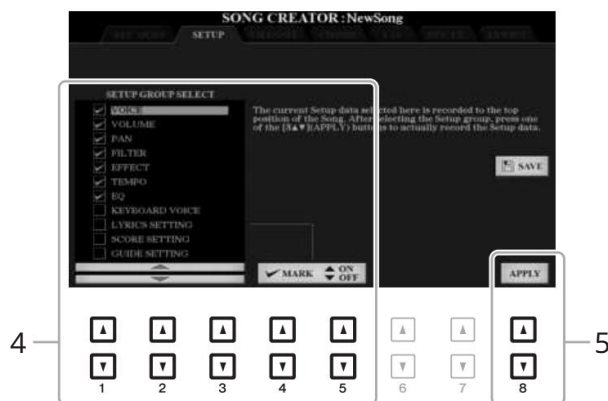 SONG CREATOR : NewSong
SETUP
SETUP GROUP SELECT
VOICE
VOLUME
PAN
FILTER
EFFECT
TEMPO
EQ
KEYBOARD VOICE
LYRICS SETTING
SCORE SETTING
GUIDE SETTING
The current Setup data selected here is recorded to the top
position of the Song. After selecting the Setup group, press one
of the [8▲▼](APPLY) buttons to actually record the Setup data.
SAVE
MARK ▲ ON
▼ OFF
APPLY
4
5
1 2 3 4 5 6 7 8